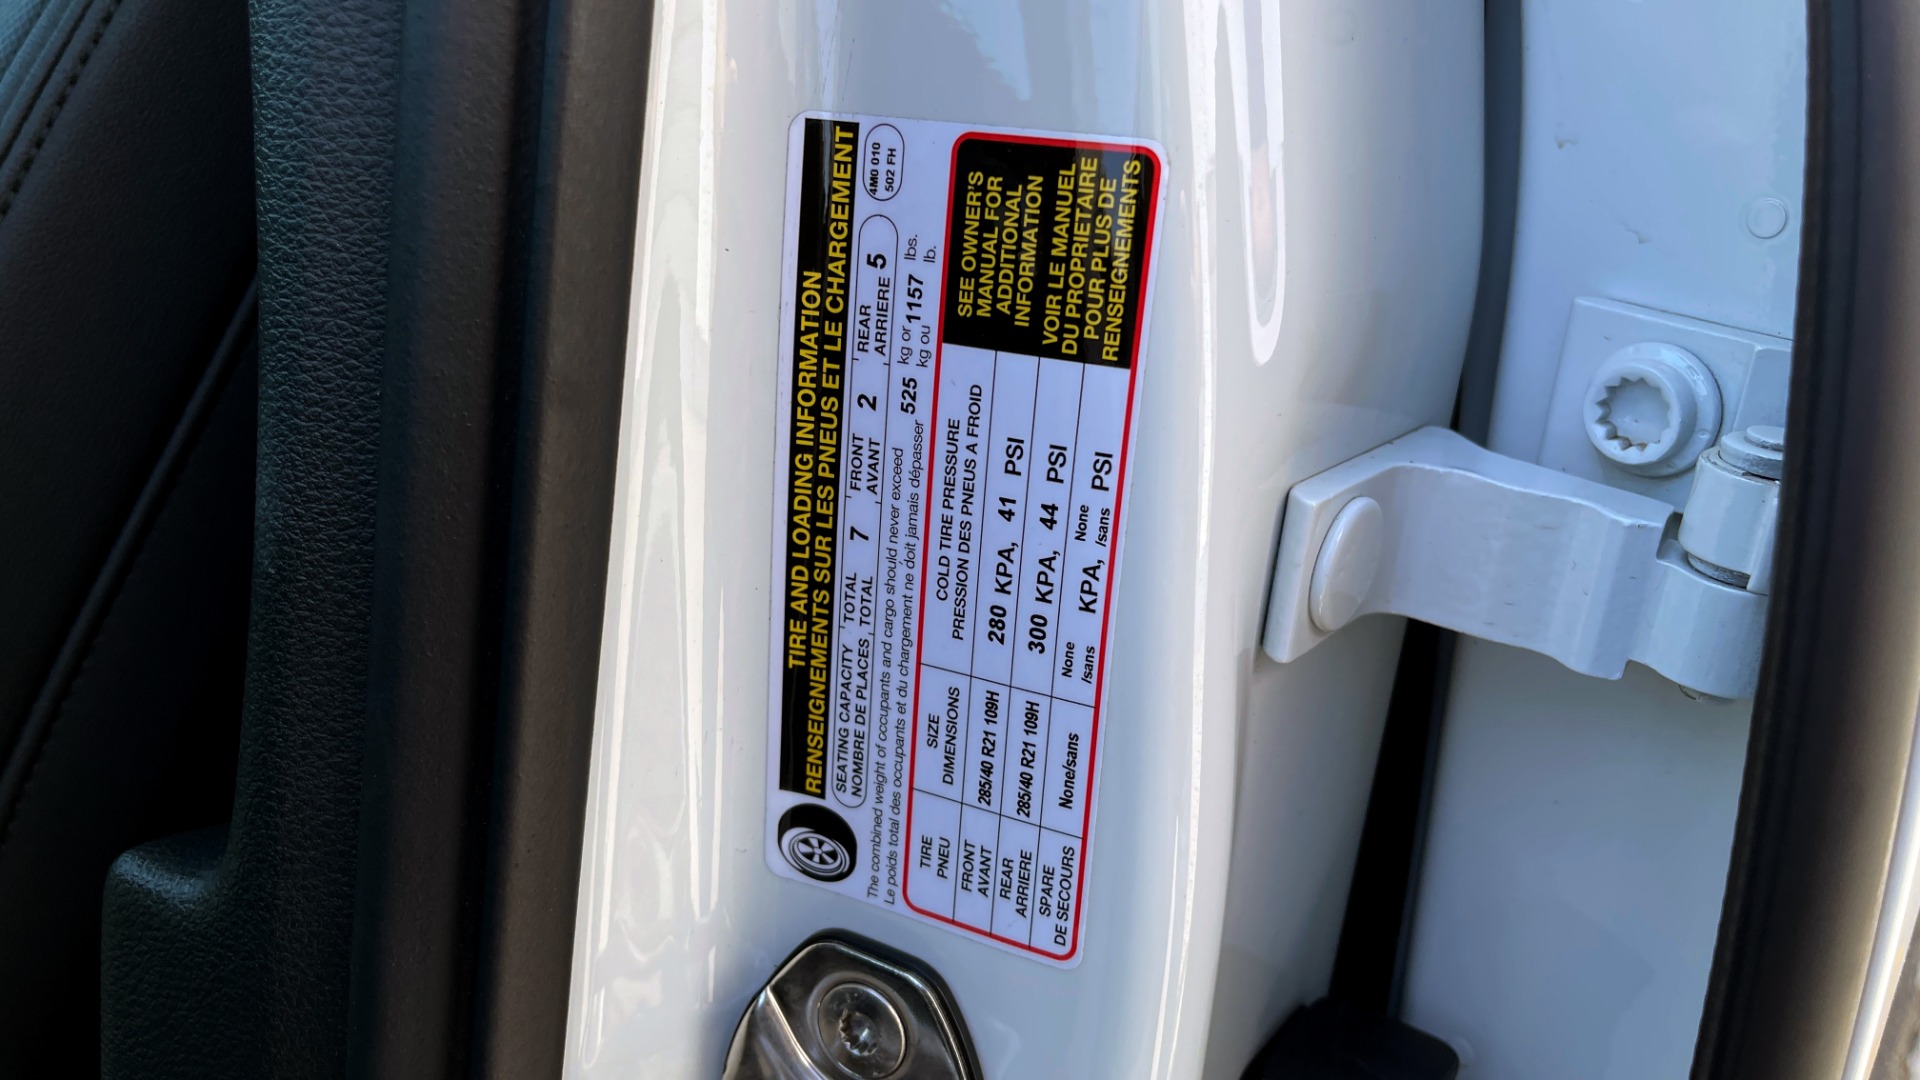 TIRE AND LOADING INFORMATION
RENSEIGNEMENTS SUR LES PNEUS ET LE CHARGEMENT
SEATING CAPACITY TOTAL 7 FRONT 2 REAR 5
NOMBRE DE PLACES TOTAL AVANT ARRIERE
4M0 010
502 FH
The combined weight of occupants and cargo should never exceed 525 kg or 1157 lbs.
Le poids total des occupants et du chargement ne doit jamais dépasser kg ou lb.
TIRE SIZE COLD TIRE PRESSURE
PNEU DIMENSIONS PRESSION DES PNEUS A FROID
FRONT
AVANT
285/40 R21 109H 280 KPA, 41 PSI
REAR
ARRIERE
285/40 R21 109H 300 KPA, 44 PSI
SPARE
DE SECOURS
None/sans None /sans KPA, None /sans PSI
SEE OWNER'S
MANUAL FOR
ADDITIONAL
INFORMATION
VOIR LE MANUEL
DU PROPRIETAIRE
POUR PLUS DE
RENSEIGNEMENTS